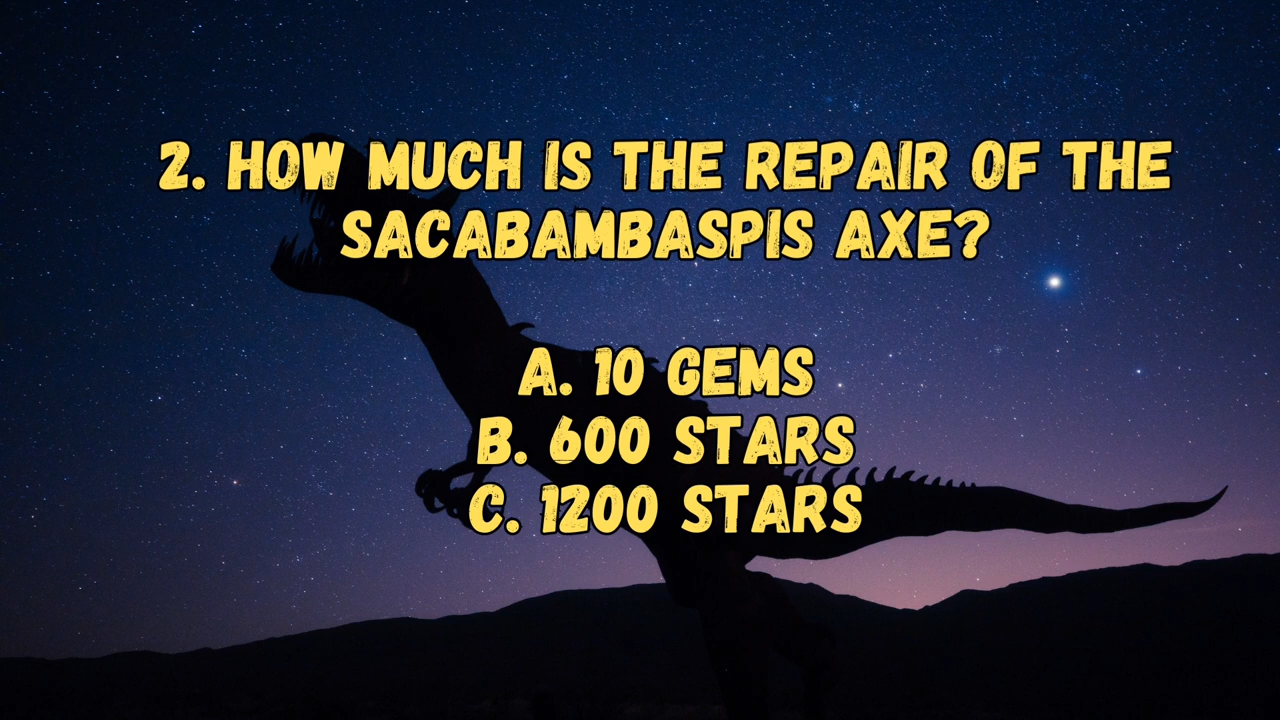 2. HOW MUCH IS THE REPAIR OF THE
SACABAMBASPIS AXE?
A. 10 GEMS
B. 600 STARS
C. 1200 STARS